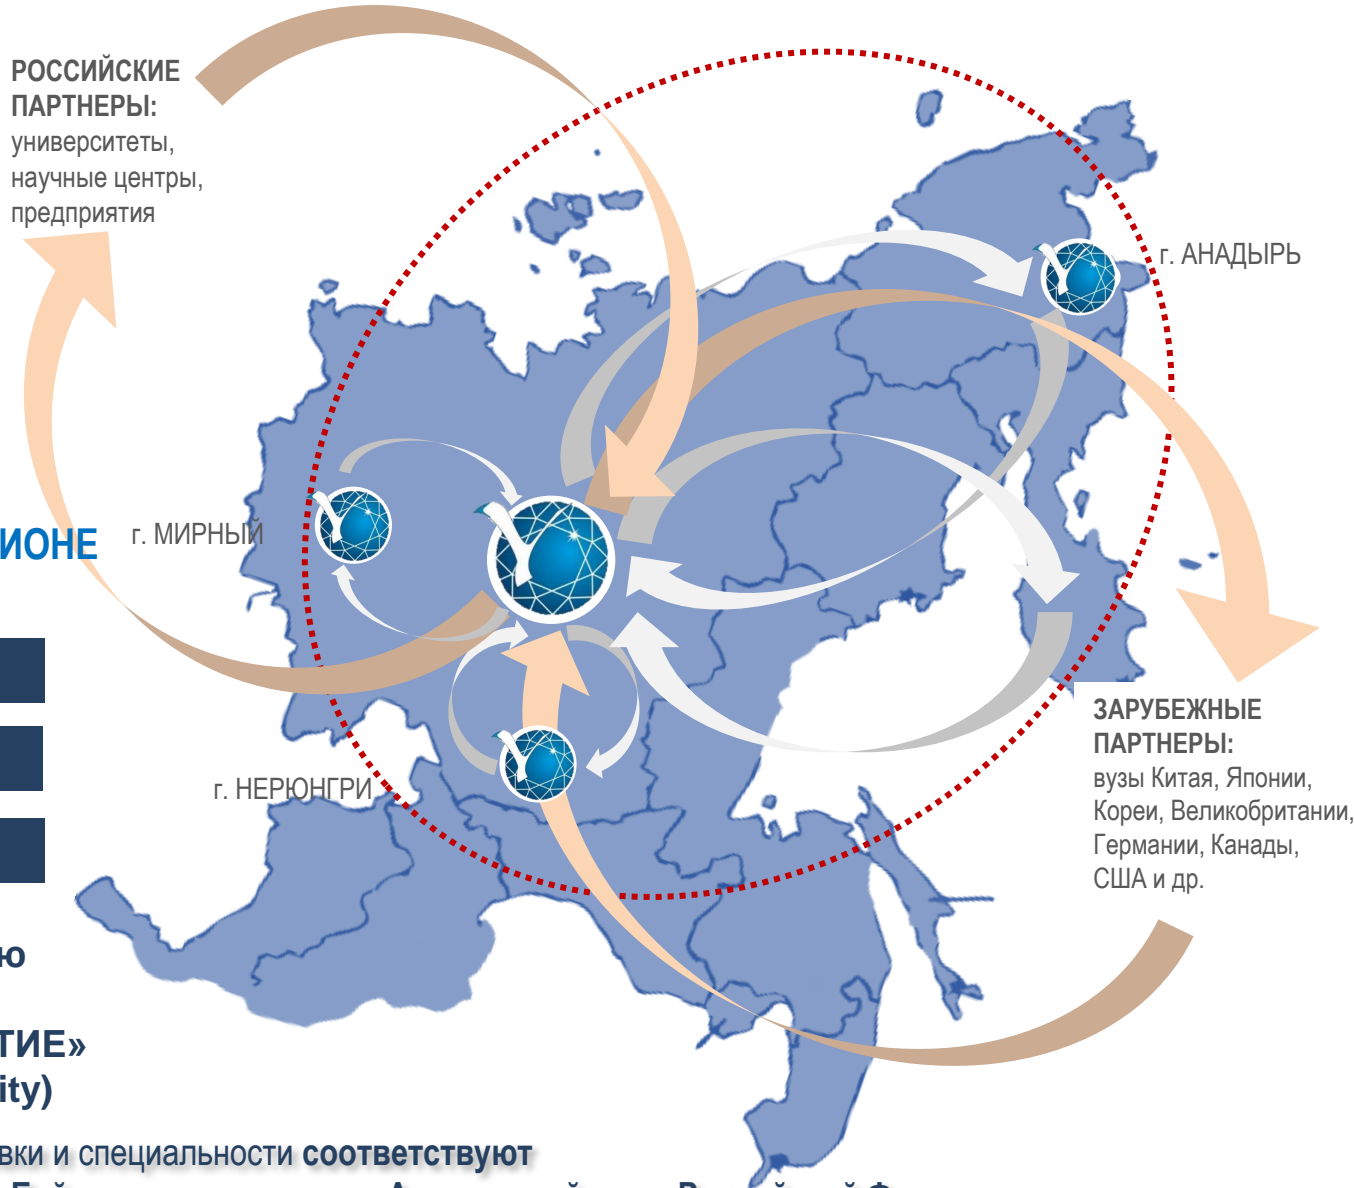 РОССИЙСКИЕ
ПАРТНЕРЫ:
университеты,
научные центры,
предприятия
г. АНАДЫРЬ
г. МИРНЫЙ
ИОНЕ
г. НЕРЮНГРИ
ЗАРУБЕЖНЫЕ
ПАРТНЕРЫ:
вузы Китая, Японии,
Кореи, Великобритании,
Германии, Канады,
США и др.
ю
ТИЕ»
ity)
вки и специальности соответствуют